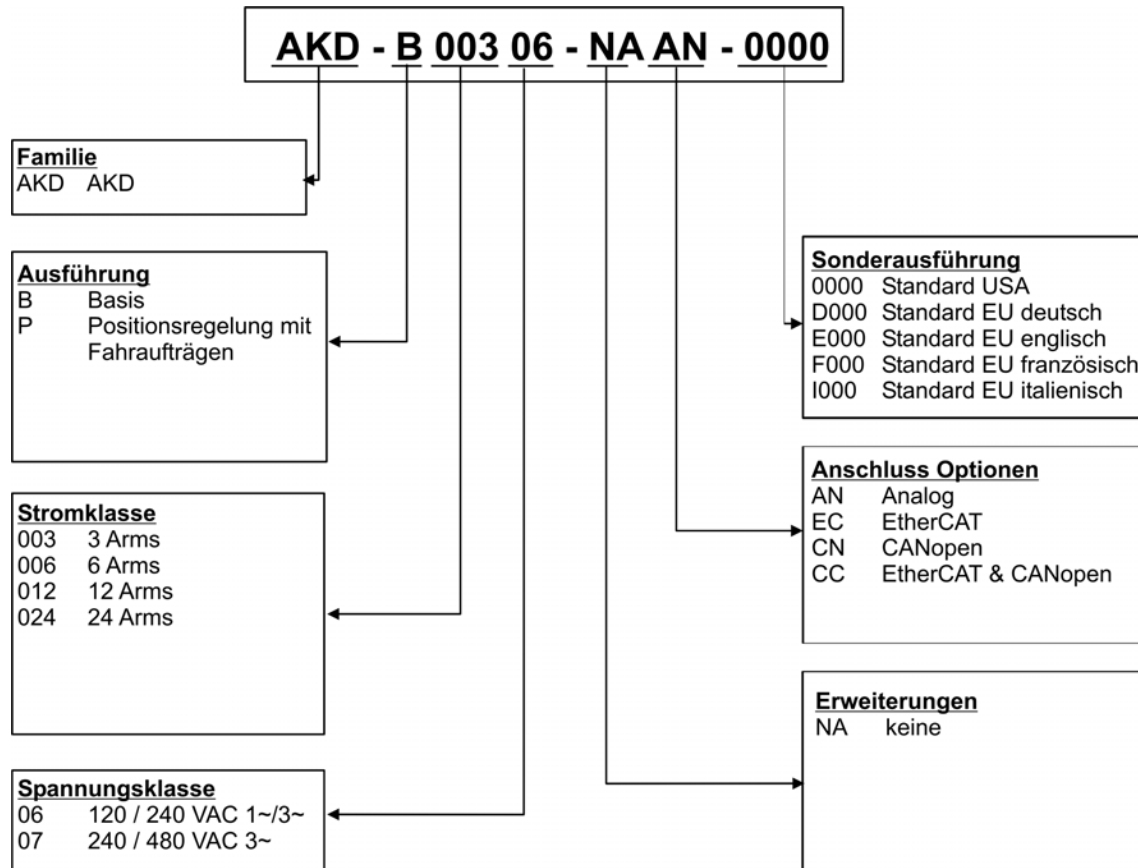 AKD - B 003 06 - NA AN - 0000
Familie
AKD AKD
Ausführung
B Basis
P Positionsregelung mit
Fahraufträgen
Stromklasse
003 3 Arms
006 6 Arms
012 12 Arms
024 24 Arms
Spannungsklasse
06 120 / 240 VAC 1~/3~
07 240 / 480 VAC 3~
Sonderausführung
0000 Standard USA
D000 Standard EU deutsch
E000 Standard EU englisch
F000 Standard EU französisch
I000 Standard EU italienisch
Anschluss Optionen
AN Analog
EC EtherCAT
CN CANopen
CC EtherCAT & CANopen
Erweiterungen
NA keine